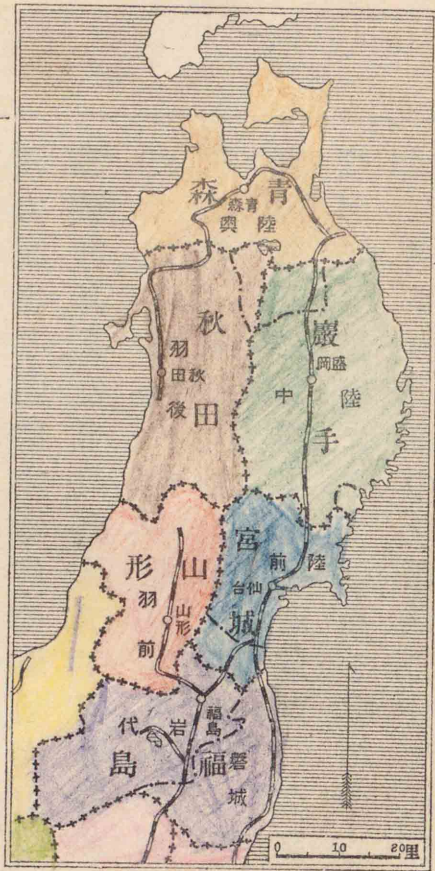 青森
青森
陸奥
秋田
羽後
秋田
巖手
盛岡
陸中
山形
羽前
山形
宮城
陸前
仙台
福島
福島
岩代
磐城
0 10 20里